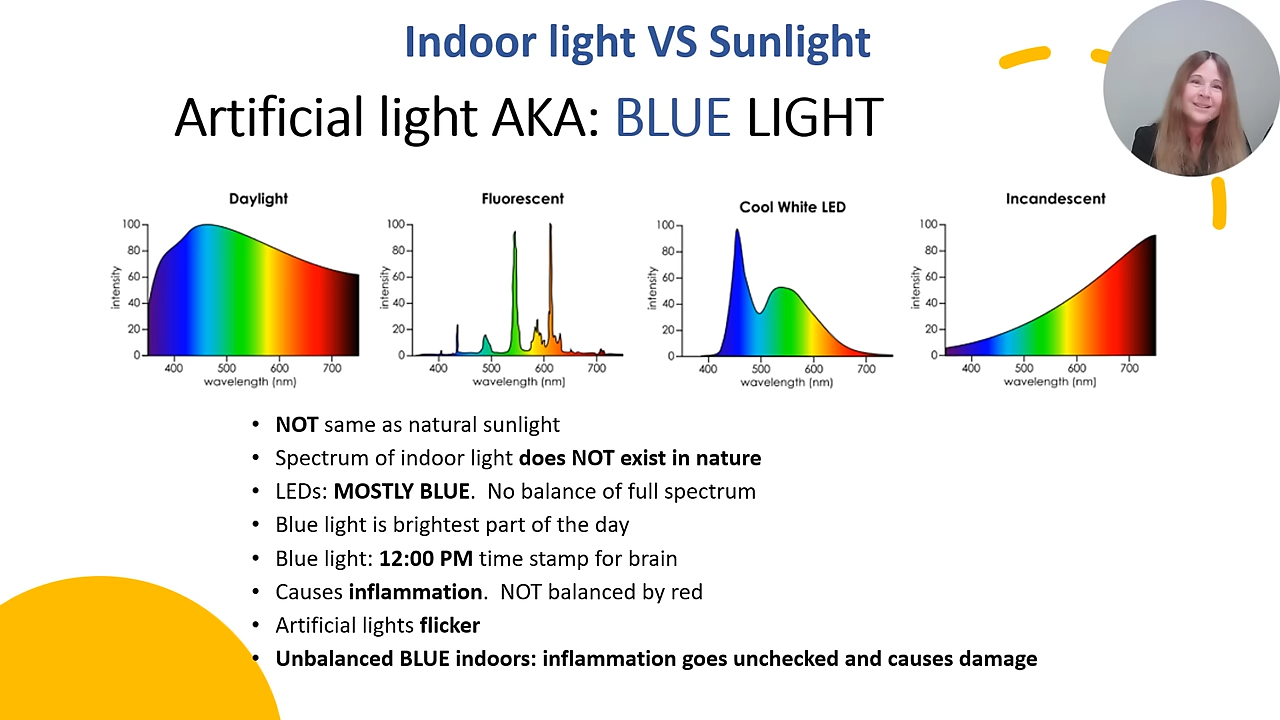 Indoor light VS Sunlight
Artificial light AKA: BLUE LIGHT
Daylight
100
80
60
40
20
0
intensity
400 500 600 700
wavelength (nm)
Fluorescent
100
80
60
40
20
0
intensity
400 500 600 700
wavelength (nm)
Cool White LED
100
80
60
40
20
0
intensity
400 500 600 700
wavelength (nm)
Incandescent
100
80
60
40
20
0
intensity
400 500 600 700
wavelength (nm)
• NOT same as natural sunlight
• Spectrum of indoor light does NOT exist in nature
• LEDs: MOSTLY BLUE. No balance of full spectrum
• Blue light is brightest part of the day
• Blue light: 12:00 PM time stamp for brain
• Causes inflammation. NOT balanced by red
• Artificial lights flicker
• Unbalanced BLUE indoors: inflammation goes unchecked and causes damage